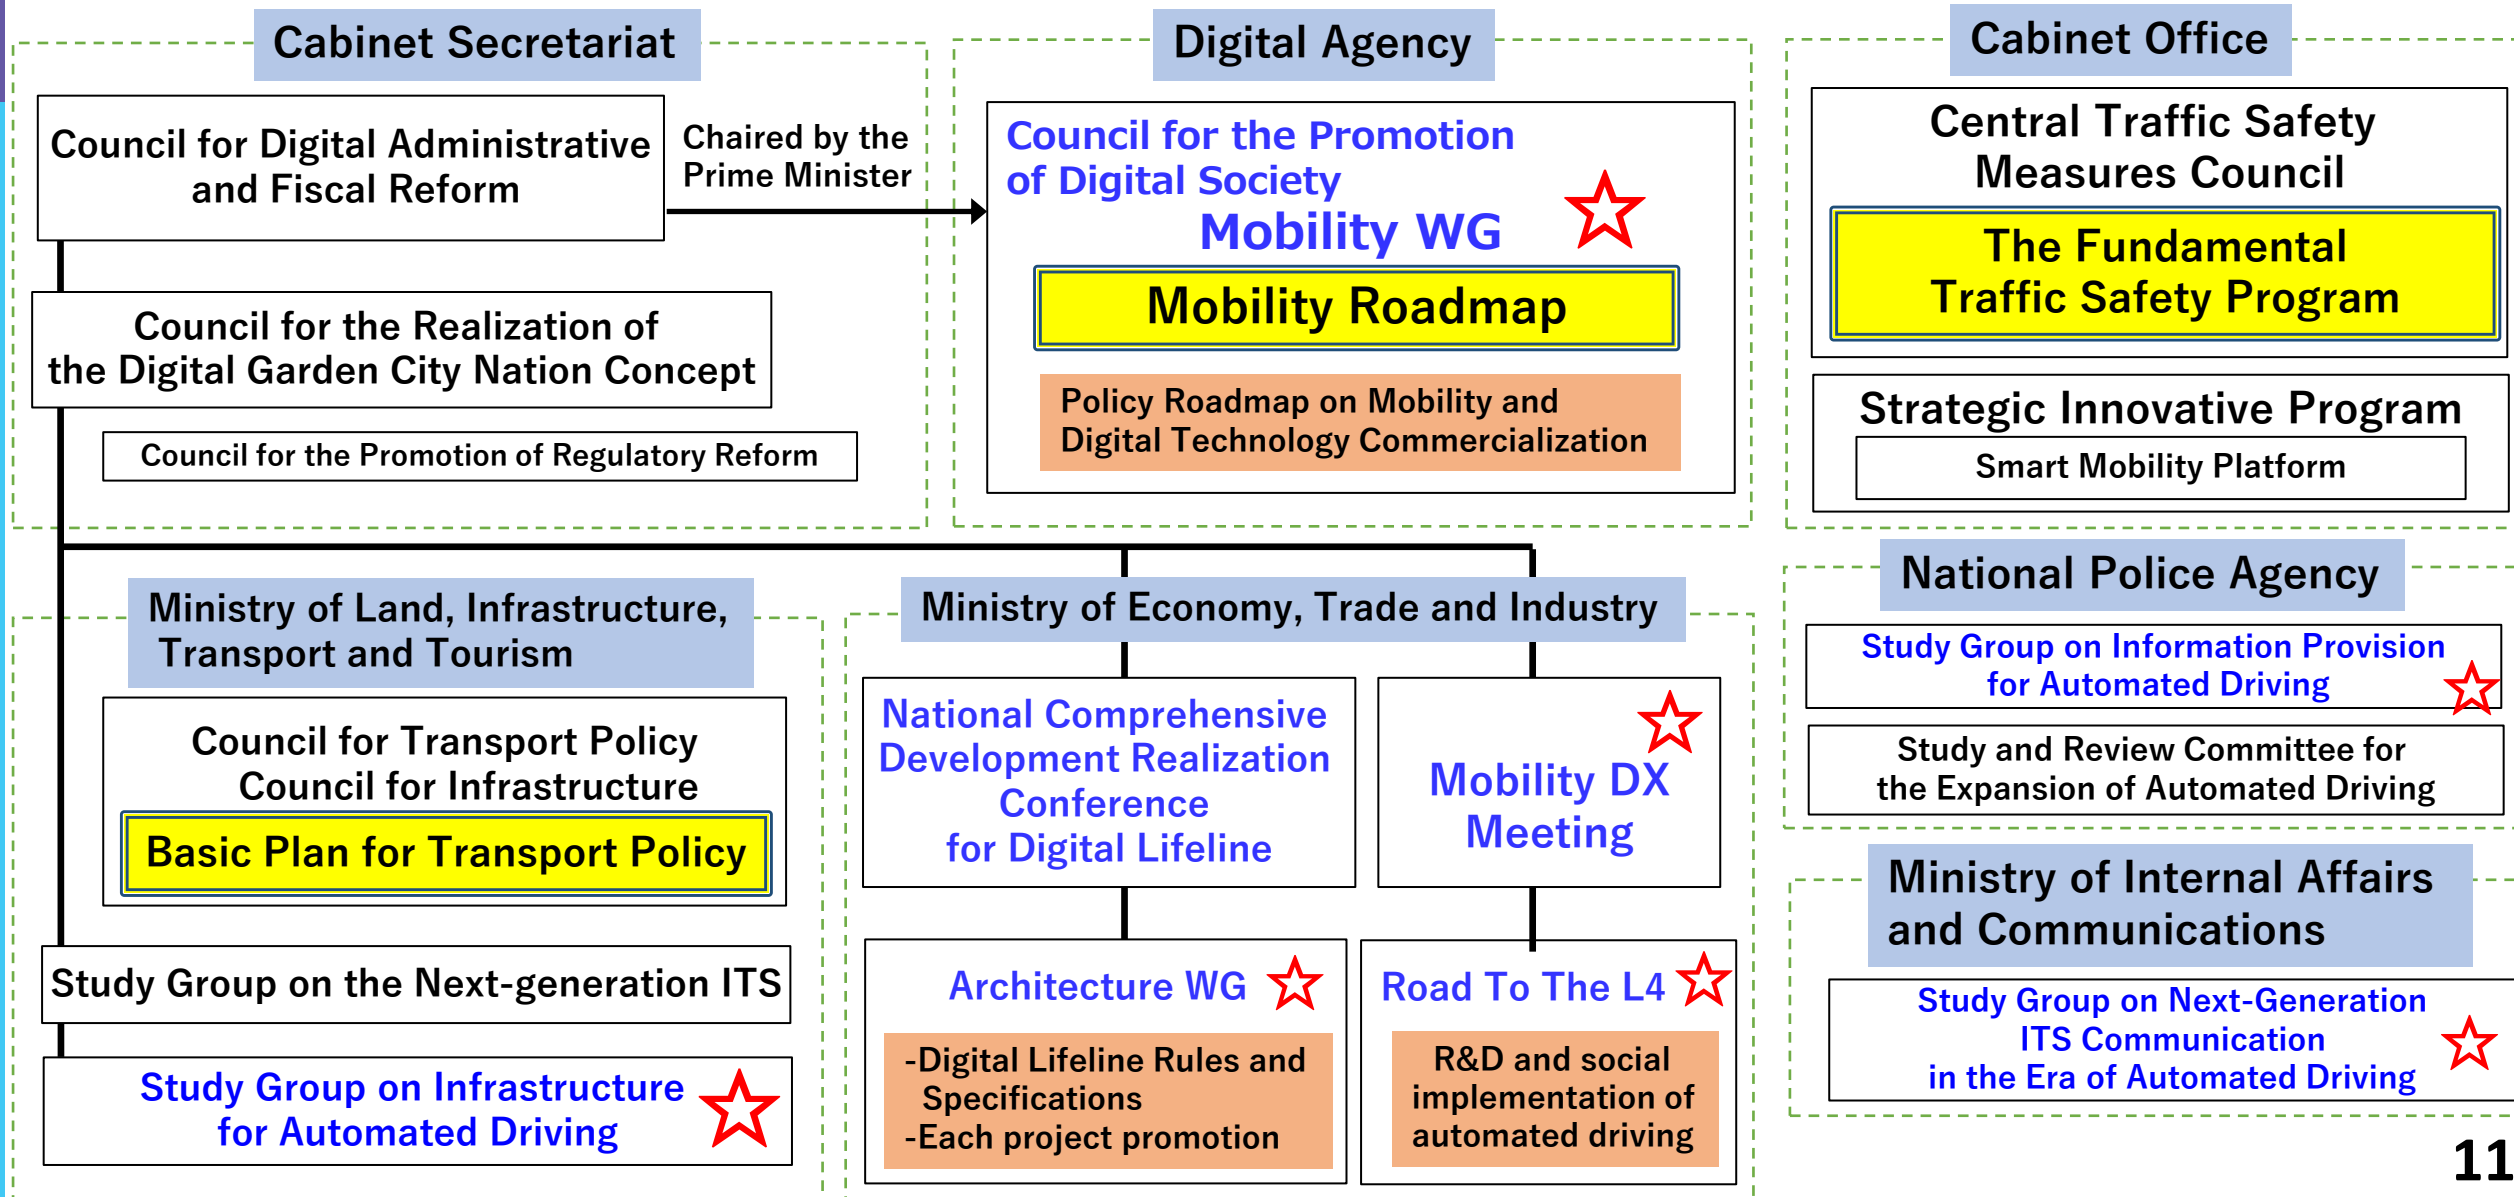 Cabinet Secretariat
Council for Digital Administrative
and Fiscal Reform
Chaired by the
Prime Minister
Council for the Realization of
the Digital Garden City Nation Concept
Council for the Promotion of Regulatory Reform
Digital Agency
Council for the Promotion
of Digital Society
Mobility WG
Mobility Roadmap
Policy Roadmap on Mobility and
Digital Technology Commercialization
Cabinet Office
Central Traffic Safety
Measures Council
The Fundamental
Traffic Safety Program
Strategic Innovative Program
Smart Mobility Platform
Ministry of Land, Infrastructure,
Transport and Tourism
Council for Transport Policy
Council for Infrastructure
Basic Plan for Transport Policy
Study Group on the Next-generation ITS
Study Group on Infrastructure
for Automated Driving
Ministry of Economy, Trade and Industry
National Comprehensive
Development Realization
Conference
for Digital Lifeline
Architecture WG
-Digital Lifeline Rules and
Specifications
-Each project promotion
Mobility DX
Meeting
Road To The L4
R&D and social
implementation of
automated driving
National Police Agency
Study Group on Information Provision
for Automated Driving
Study and Review Committee for
the Expansion of Automated Driving
Ministry of Internal Affairs
and Communications
Study Group on Next-Generation
ITS Communication
in the Era of Automated Driving
11